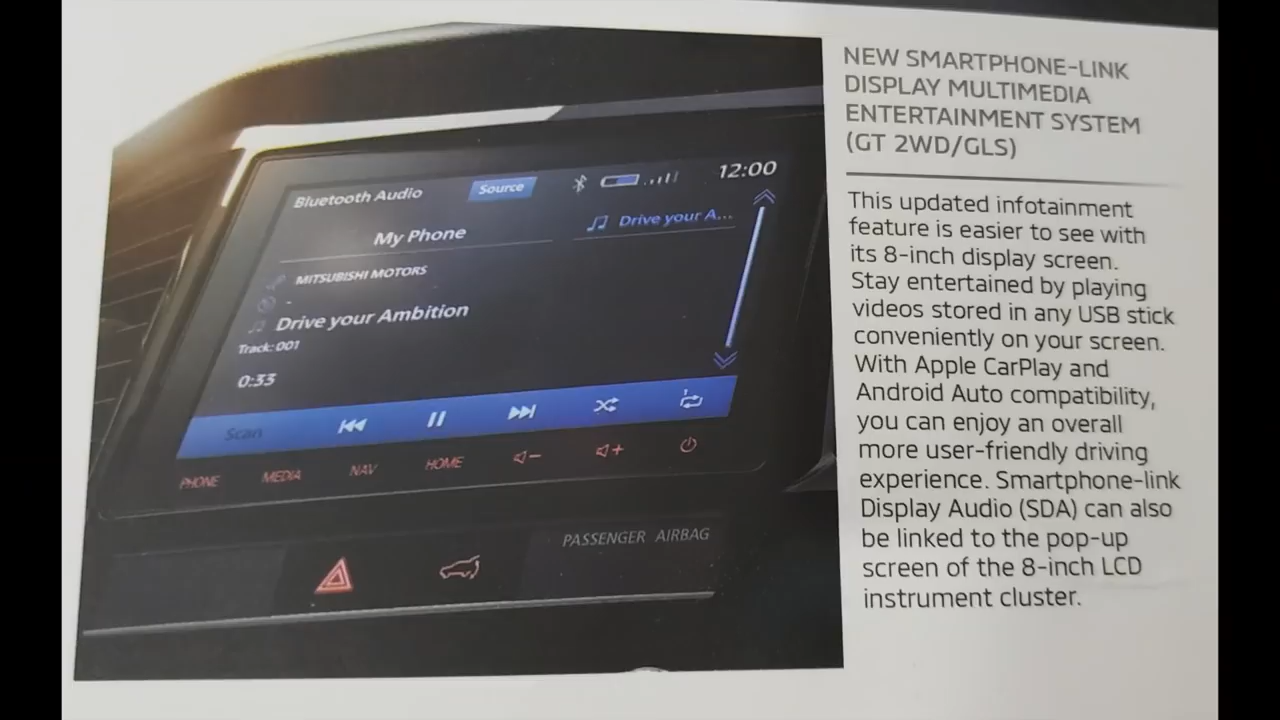 Bluetooth Audio
Source
12:00
My Phone
Drive your A...
MITSUBISHI MOTORS
-
Drive your Ambition
Track: 001
0:33
Scan
PHONE
MEDIA
NAV
HOME
PASSENGER AIRBAG
NEW SMARTPHONE-LINK
DISPLAY MULTIMEDIA
ENTERTAINMENT SYSTEM
(GT 2WD/GLS)
This updated infotainment
feature is easier to see with
its 8-inch display screen.
Stay entertained by playing
videos stored in any USB stick
conveniently on your screen.
With Apple CarPlay and
Android Auto compatibility,
you can enjoy an overall
more user-friendly driving
experience. Smartphone-link
Display Audio (SDA) can also
be linked to the pop-up
screen of the 8-inch LCD
instrument cluster.